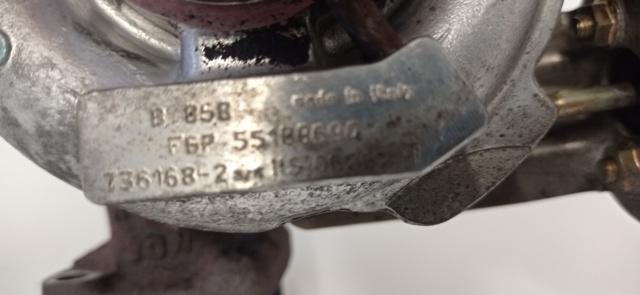 B 85B made in Italy
FGP 55188690
736168-2 S/N